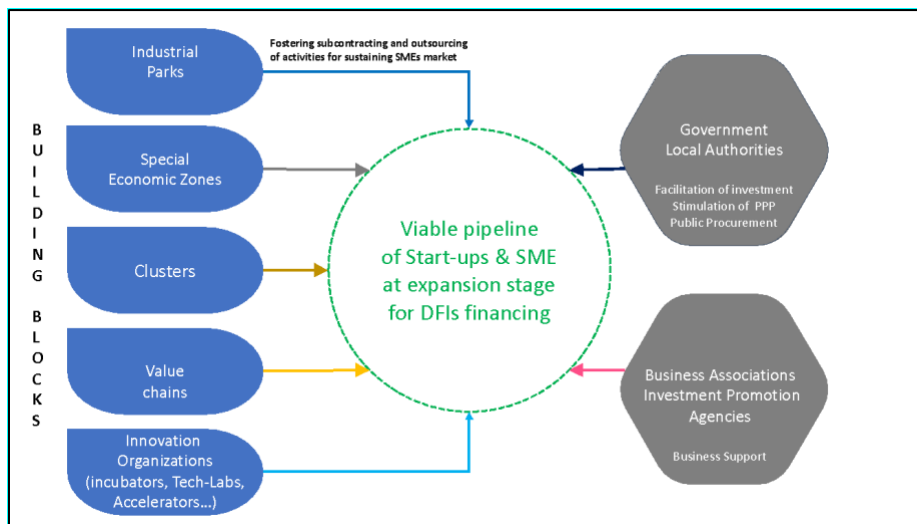 Industrial
Parks
Fostering subcontracting and outsourcing
of activities for sustaining SMEs market
BUILDING BLOCKS
Special
Economic Zones
Clusters
Value
chains
Innovation
Organizations
(incubators, Tech-Labs,
Accelerators...)
Viable pipeline
of Start-ups & SME
at expansion stage
for DFIs financing
Government
Local Authorities
Facilitation of investment
Stimulation of PPP
Public Procurement
Business Associations
Investment Promotion
Agencies
Business Support